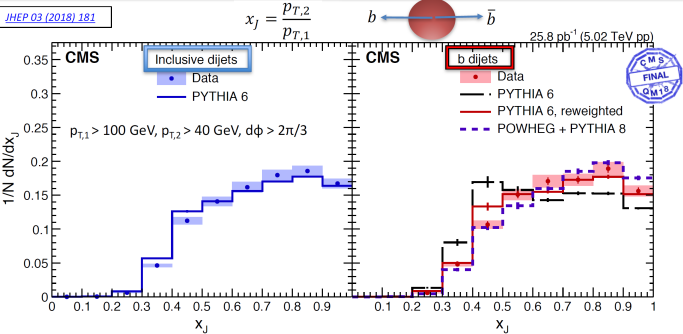 JHEP 03 (2018) 181
x_J = p_T,2 / p_T,1
b b̄
25.8 pb⁻¹ (5.02 TeV pp)
CMS
FINAL
QM18
CMS
Inclusive dijets
Data
PYTHIA 6
p_T,1 > 100 GeV, p_T,2 > 40 GeV, dϕ > 2π/3
CMS
b dijets
Data
PYTHIA 6
PYTHIA 6, reweighted
POWHEG + PYTHIA 8
1/N dN/dx_J
0.35
0.3
0.25
0.2
0.15
0.1
0.05
0
0 0.1 0.2 0.3 0.4 0.5 0.6 0.7 0.8 0.9
0 0.1 0.2 0.3 0.4 0.5 0.6 0.7 0.8 0.9 1
x_J
x_J